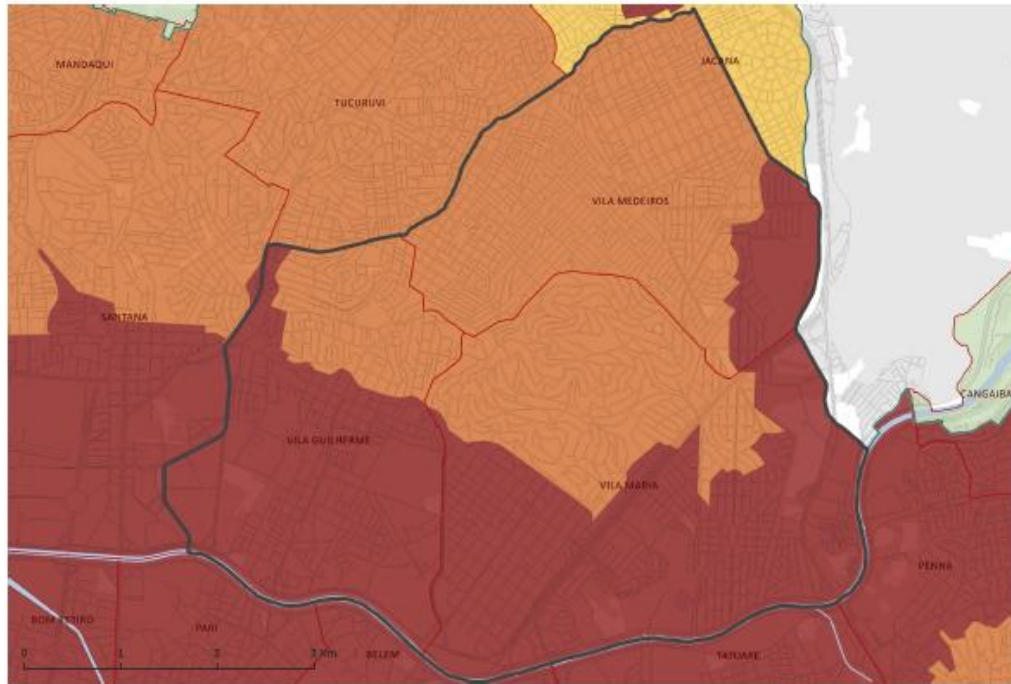 MANDAQUI
JACANA
TUCURUVI
VILA MEDEIROS
SANTANA
CANGAIBA
VILA GUILHERME
VILA MARIA
PENHA
BOM RETIRO
PARI
BELEM
TATUAPE
0 1 2 3 Km